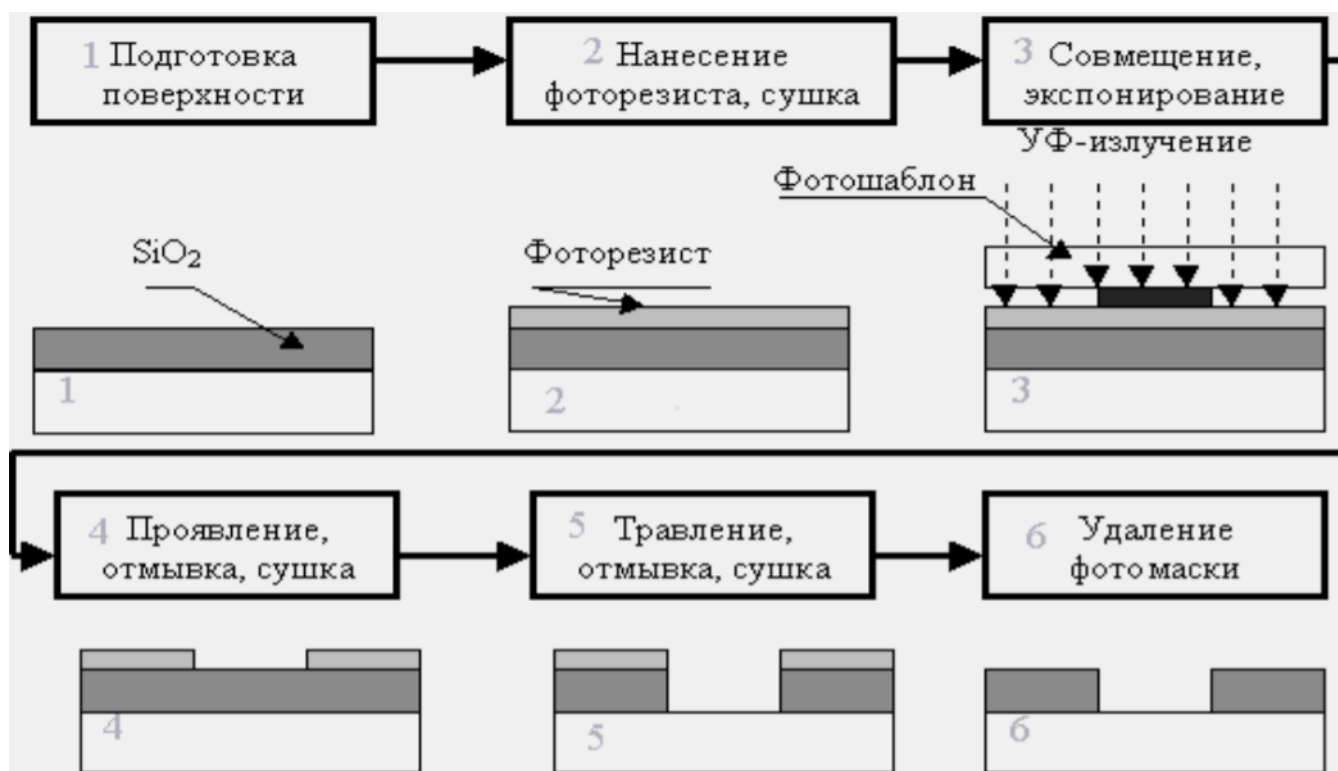 1 Подготовка
поверхности
2 Нанесение
фоторезиста, сушка
3 Совмещение,
экспонирование
УФ-излучение
Фотошаблон
SiO₂
Фоторезист
1
2
3
4 Проявление,
отмывка, сушка
5 Травление,
отмывка, сушка
6 Удаление
фотомаски
4
5
6